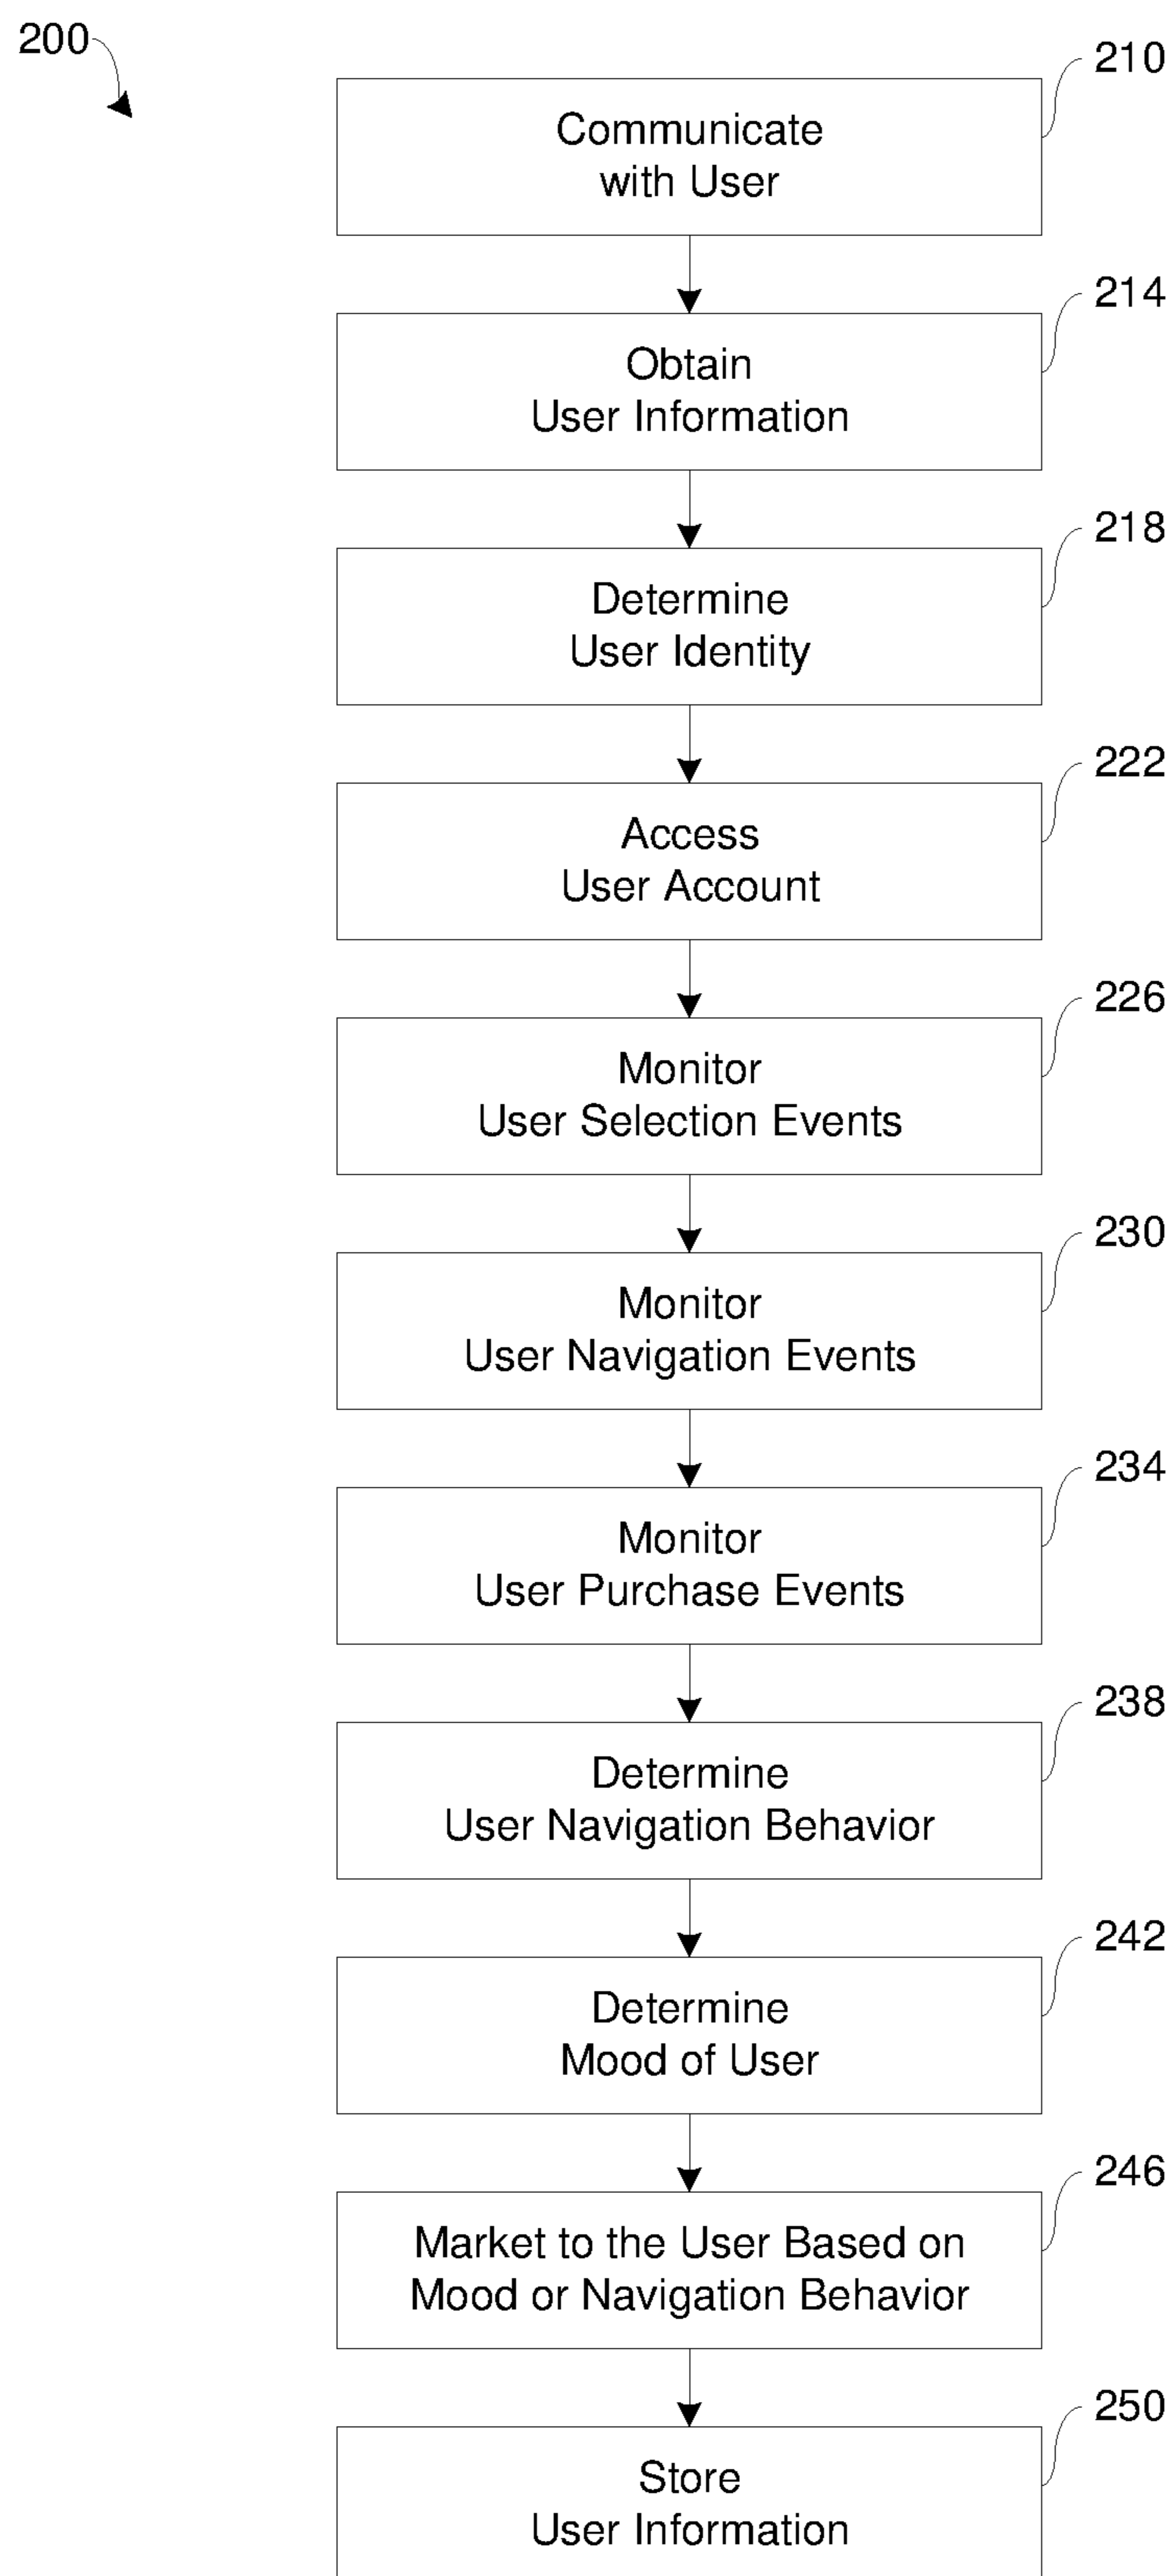 200
210
Communicate
with User
214
Obtain
User Information
218
Determine
User Identity
222
Access
User Account
226
Monitor
User Selection Events
230
Monitor
User Navigation Events
234
Monitor
User Purchase Events
238
Determine
User Navigation Behavior
242
Determine
Mood of User
246
Market to the User Based on
Mood or Navigation Behavior
250
Store
User Information